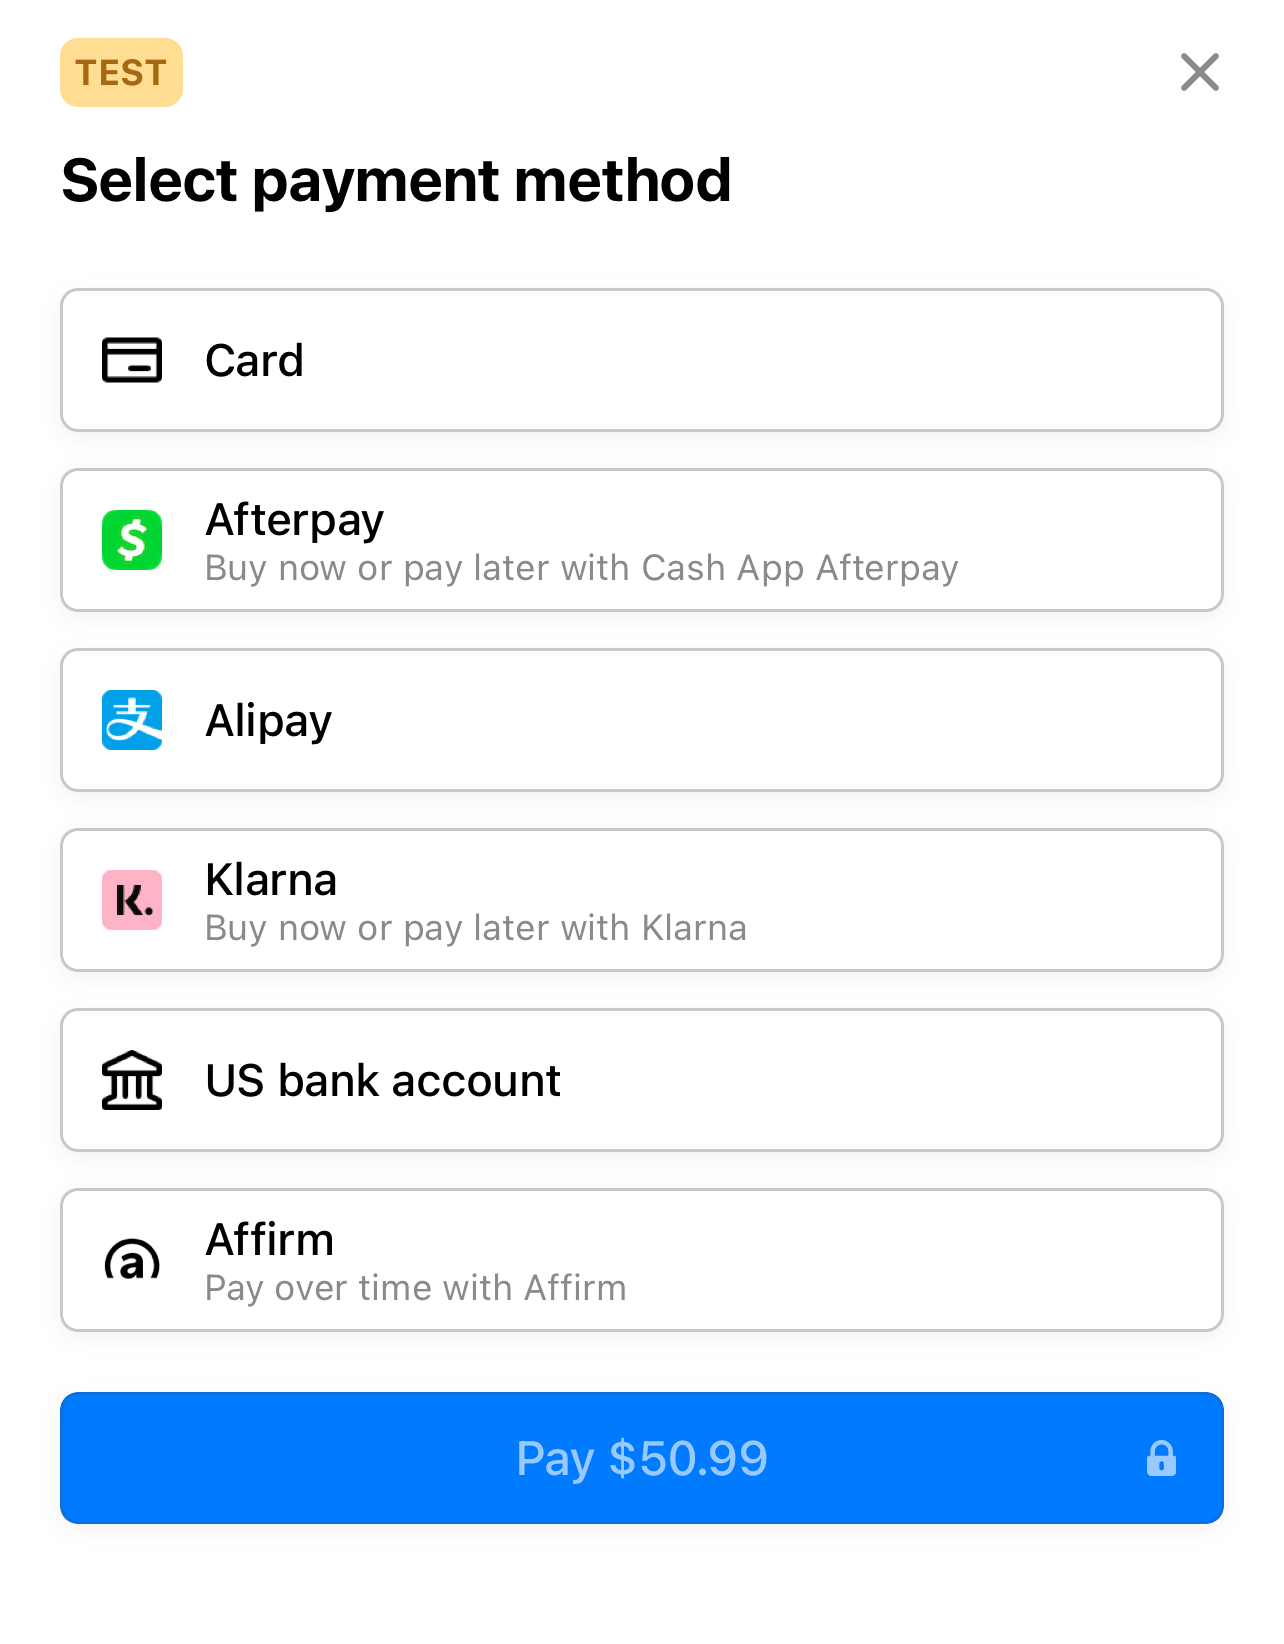 TEST
Select payment method
Card
Afterpay
Buy now or pay later with Cash App Afterpay
支
Alipay
K.
Klarna
Buy now or pay later with Klarna
US bank account
a
Affirm
Pay over time with Affirm
Pay $50.99